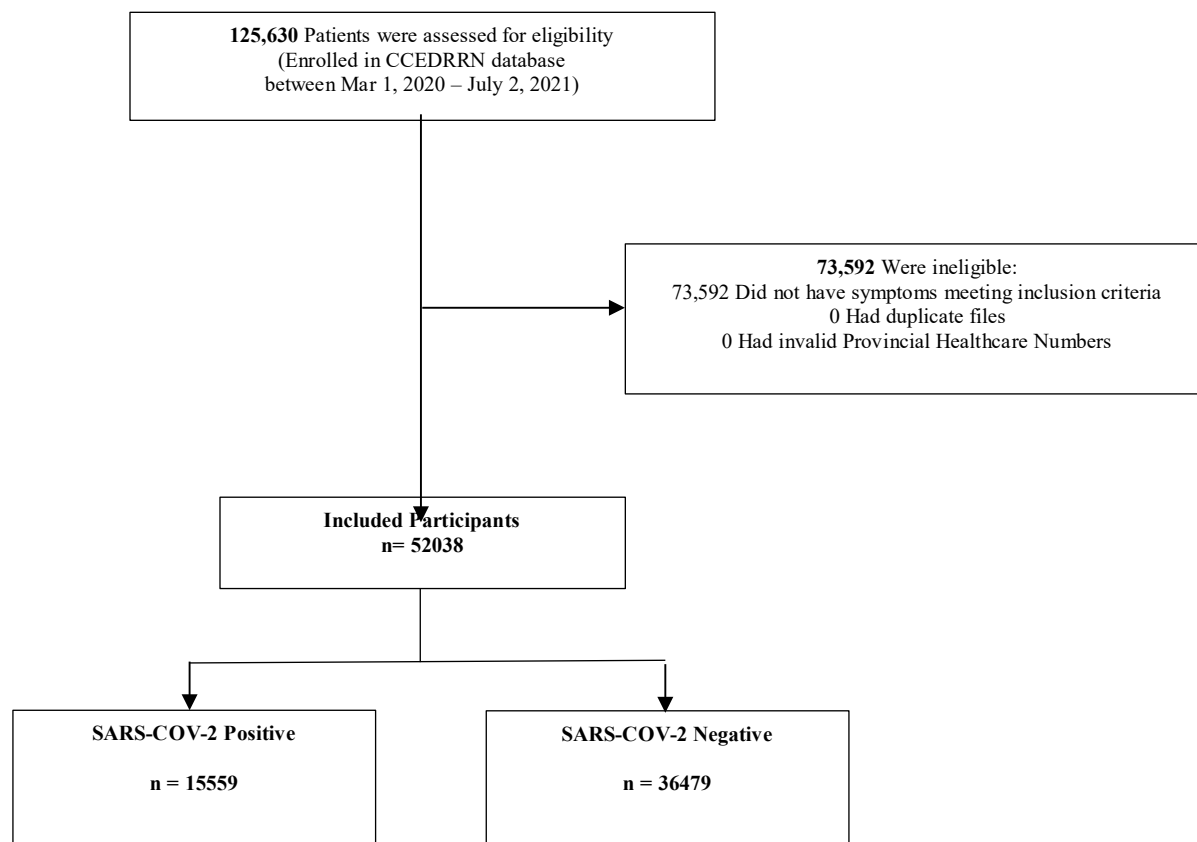 125,630 Patients were assessed for eligibility
(Enrolled in CCEDRRN database
between Mar 1, 2020 – July 2, 2021)
73,592 Were ineligible:
73,592 Did not have symptoms meeting inclusion criteria
0 Had duplicate files
0 Had invalid Provincial Healthcare Numbers
Included Participants
n= 52038
SARS-COV-2 Positive
n = 15559
SARS-COV-2 Negative
n = 36479